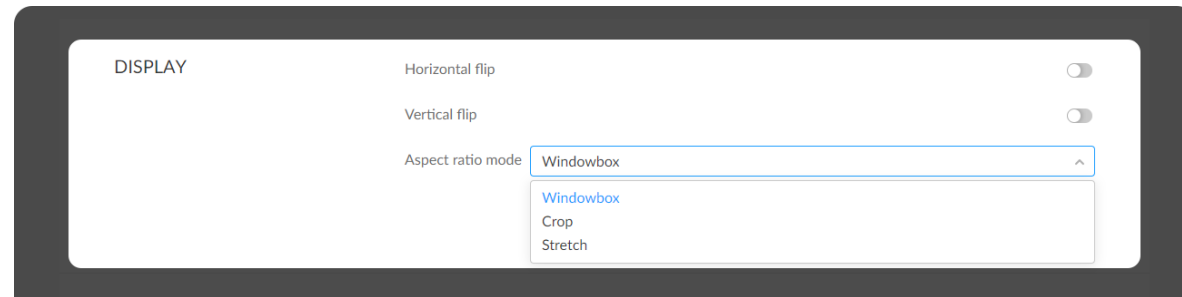 DISPLAY
Horizontal flip
Vertical flip
Aspect ratio mode Windowbox
Windowbox
Crop
Stretch